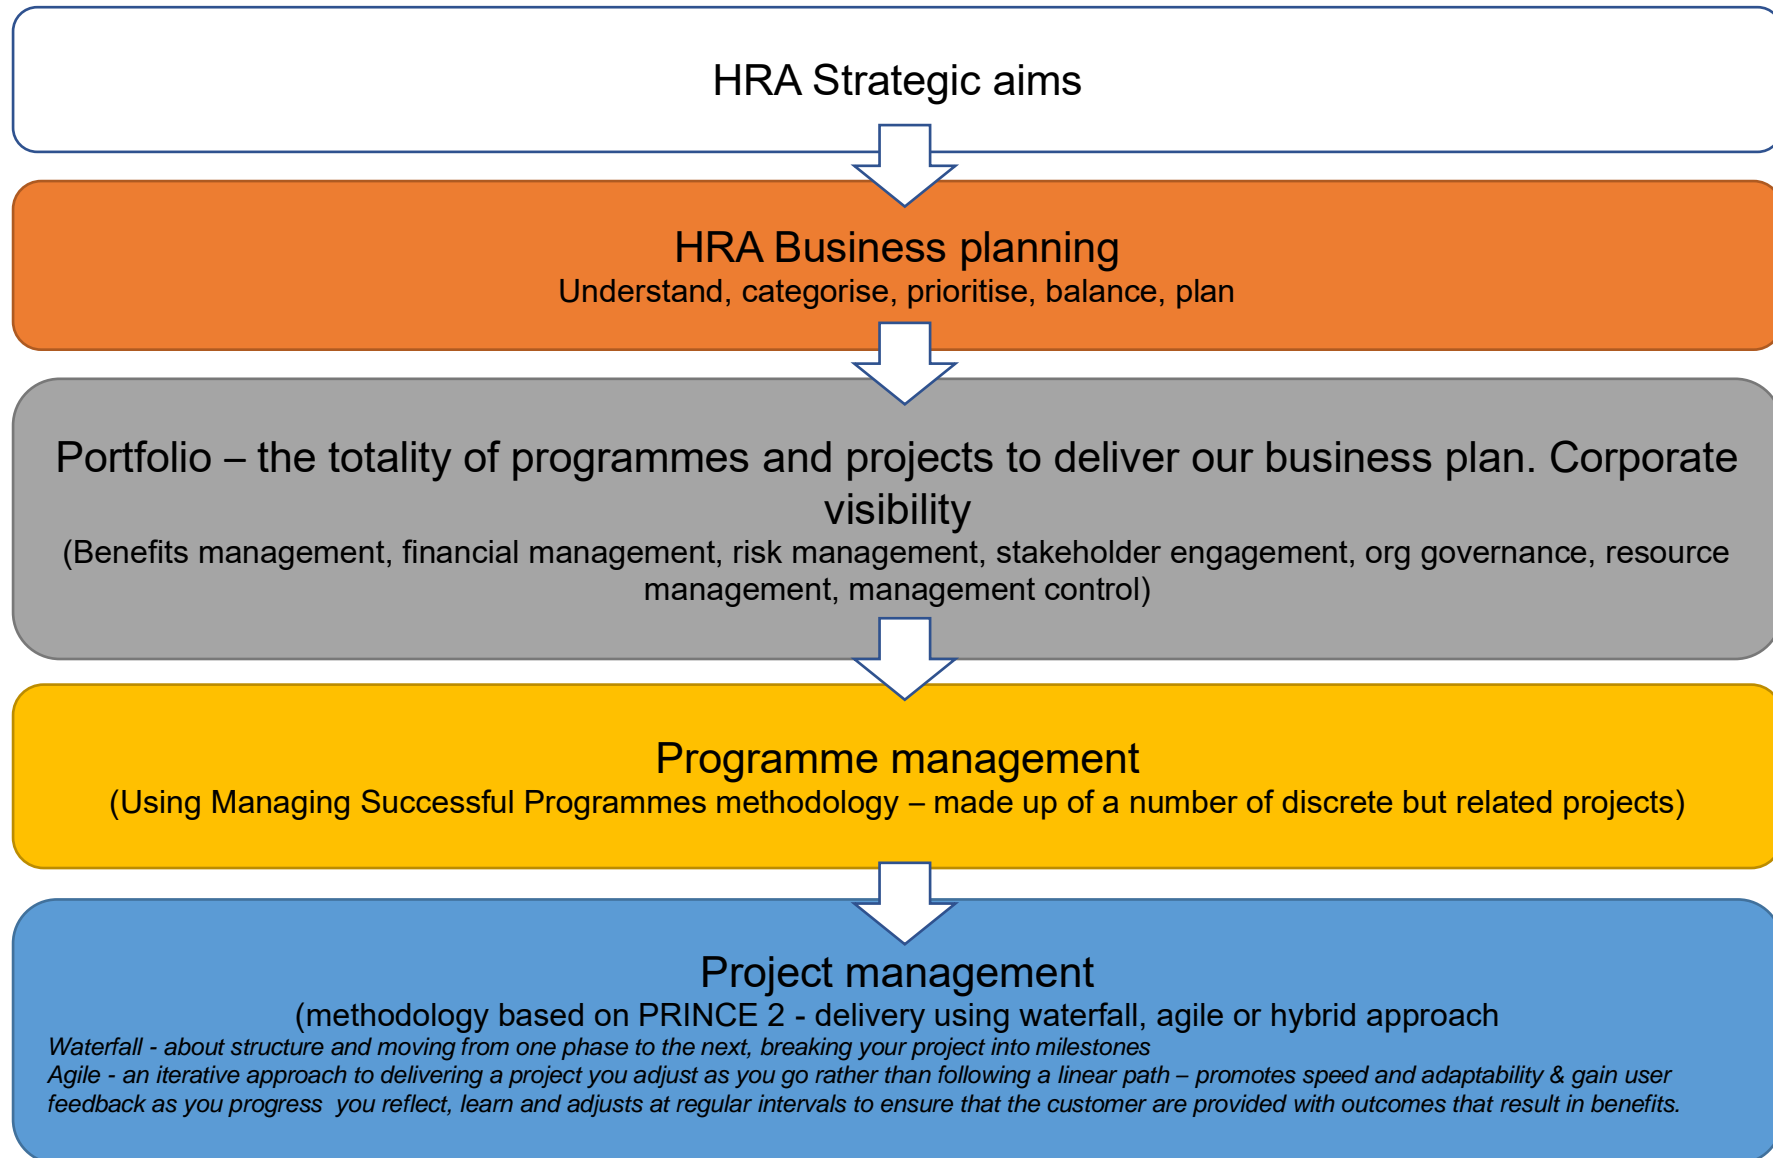 HRA Strategic aims
HRA Business planning
Understand, categorise, prioritise, balance, plan
Portfolio – the totality of programmes and projects to deliver our business plan. Corporate
visibility
(Benefits management, financial management, risk management, stakeholder engagement, org governance, resource
management, management control)
Programme management
(Using Managing Successful Programmes methodology – made up of a number of discrete but related projects)
Project management
(methodology based on PRINCE 2 - delivery using waterfall, agile or hybrid approach
Waterfall - about structure and moving from one phase to the next, breaking your project into milestones
Agile - an iterative approach to delivering a project you adjust as you go rather than following a linear path – promotes speed and adaptability & gain user
feedback as you progress  you reflect, learn and adjusts at regular intervals to ensure that the customer are provided with outcomes that result in benefits.